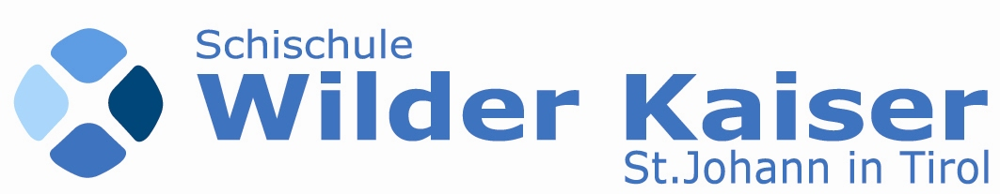 Schischule
Wilder Kaiser
St.Johann in Tirol